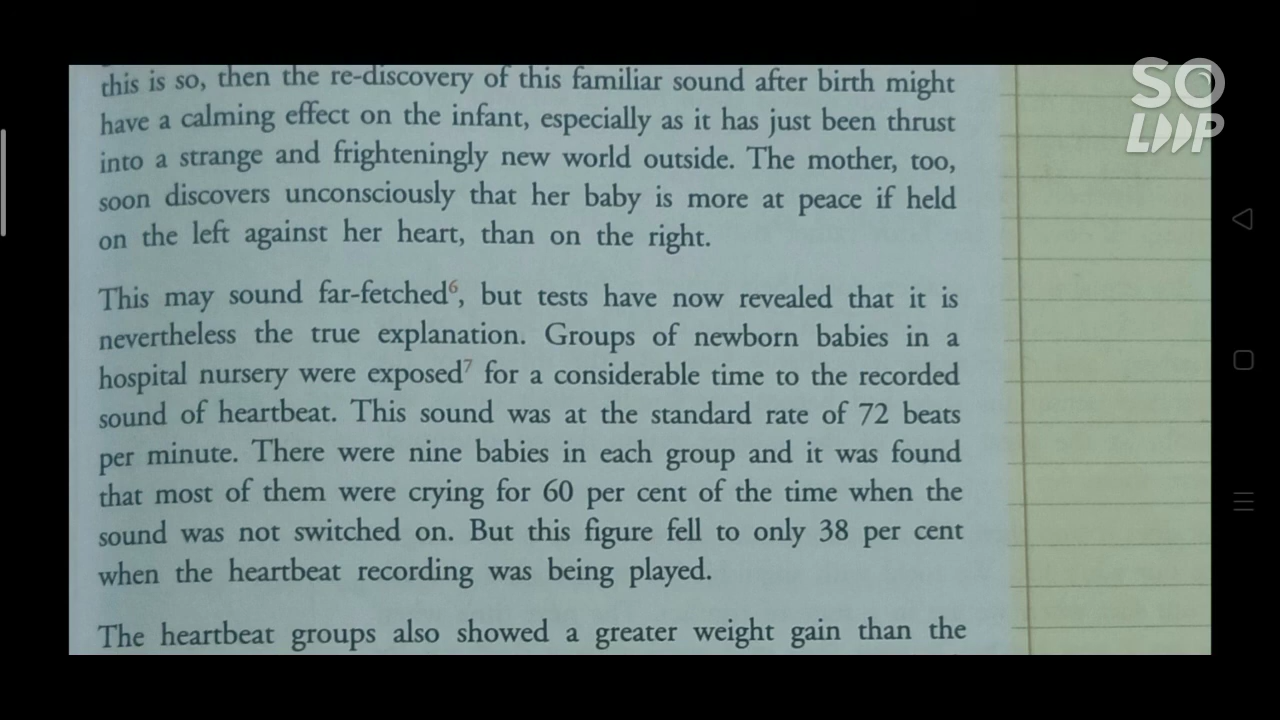 this is so, then the re-discovery of this familiar sound after birth might
have a calming effect on the infant, especially as it has just been thrust
into a strange and frighteningly new world outside. The mother, too,
soon discovers unconsciously that her baby is more at peace if held
on the left against her heart, than on the right.
This may sound far-fetched⁶, but tests have now revealed that it is
nevertheless the true explanation. Groups of newborn babies in a
hospital nursery were exposed⁷ for a considerable time to the recorded
sound of heartbeat. This sound was at the standard rate of 72 beats
per minute. There were nine babies in each group and it was found
that most of them were crying for 60 per cent of the time when the
sound was not switched on. But this figure fell to only 38 per cent
when the heartbeat recording was being played.
The heartbeat groups also showed a greater weight gain than the
SO
LOOP